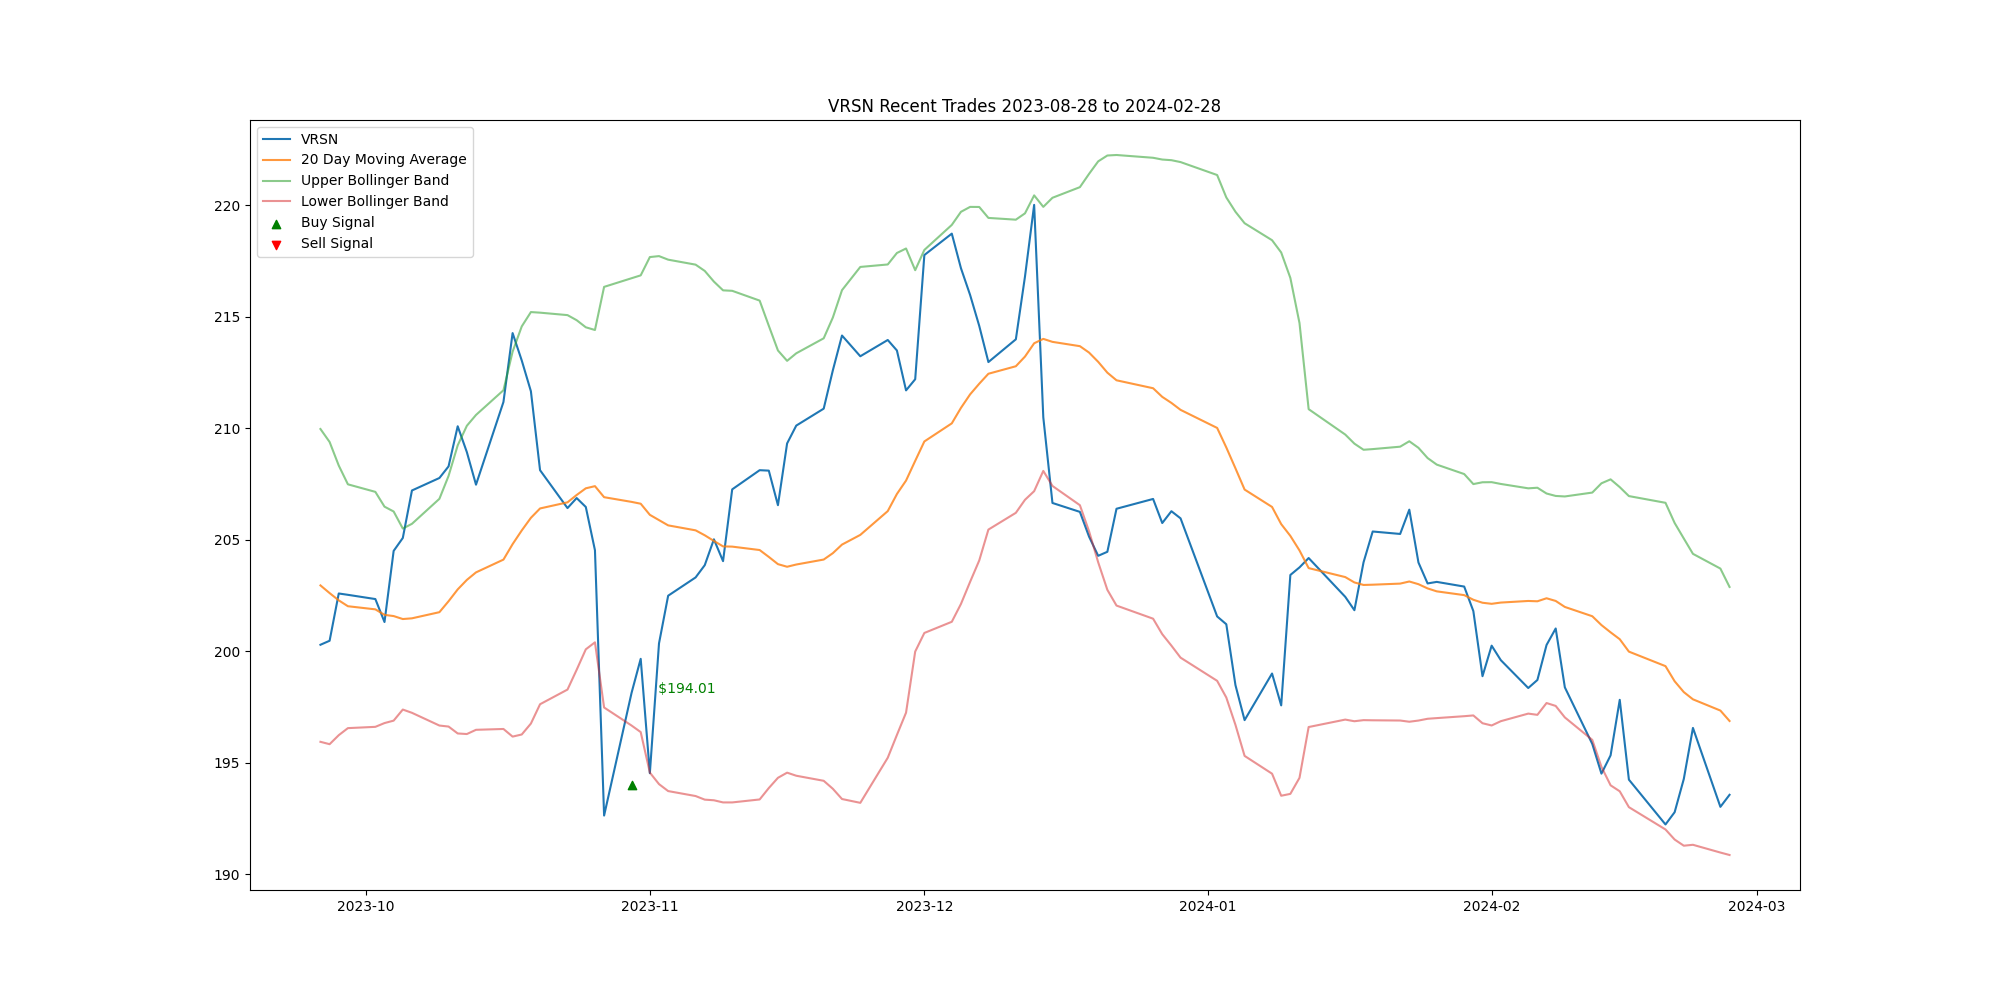 VRSN Recent Trades 2023-08-28 to 2024-02-28
VRSN
20 Day Moving Average
Upper Bollinger Band
Lower Bollinger Band
Buy Signal
Sell Signal
220
215
210
205
200
195
190
$194.01
2023-10
2023-11
2023-12
2024-01
2024-02
2024-03